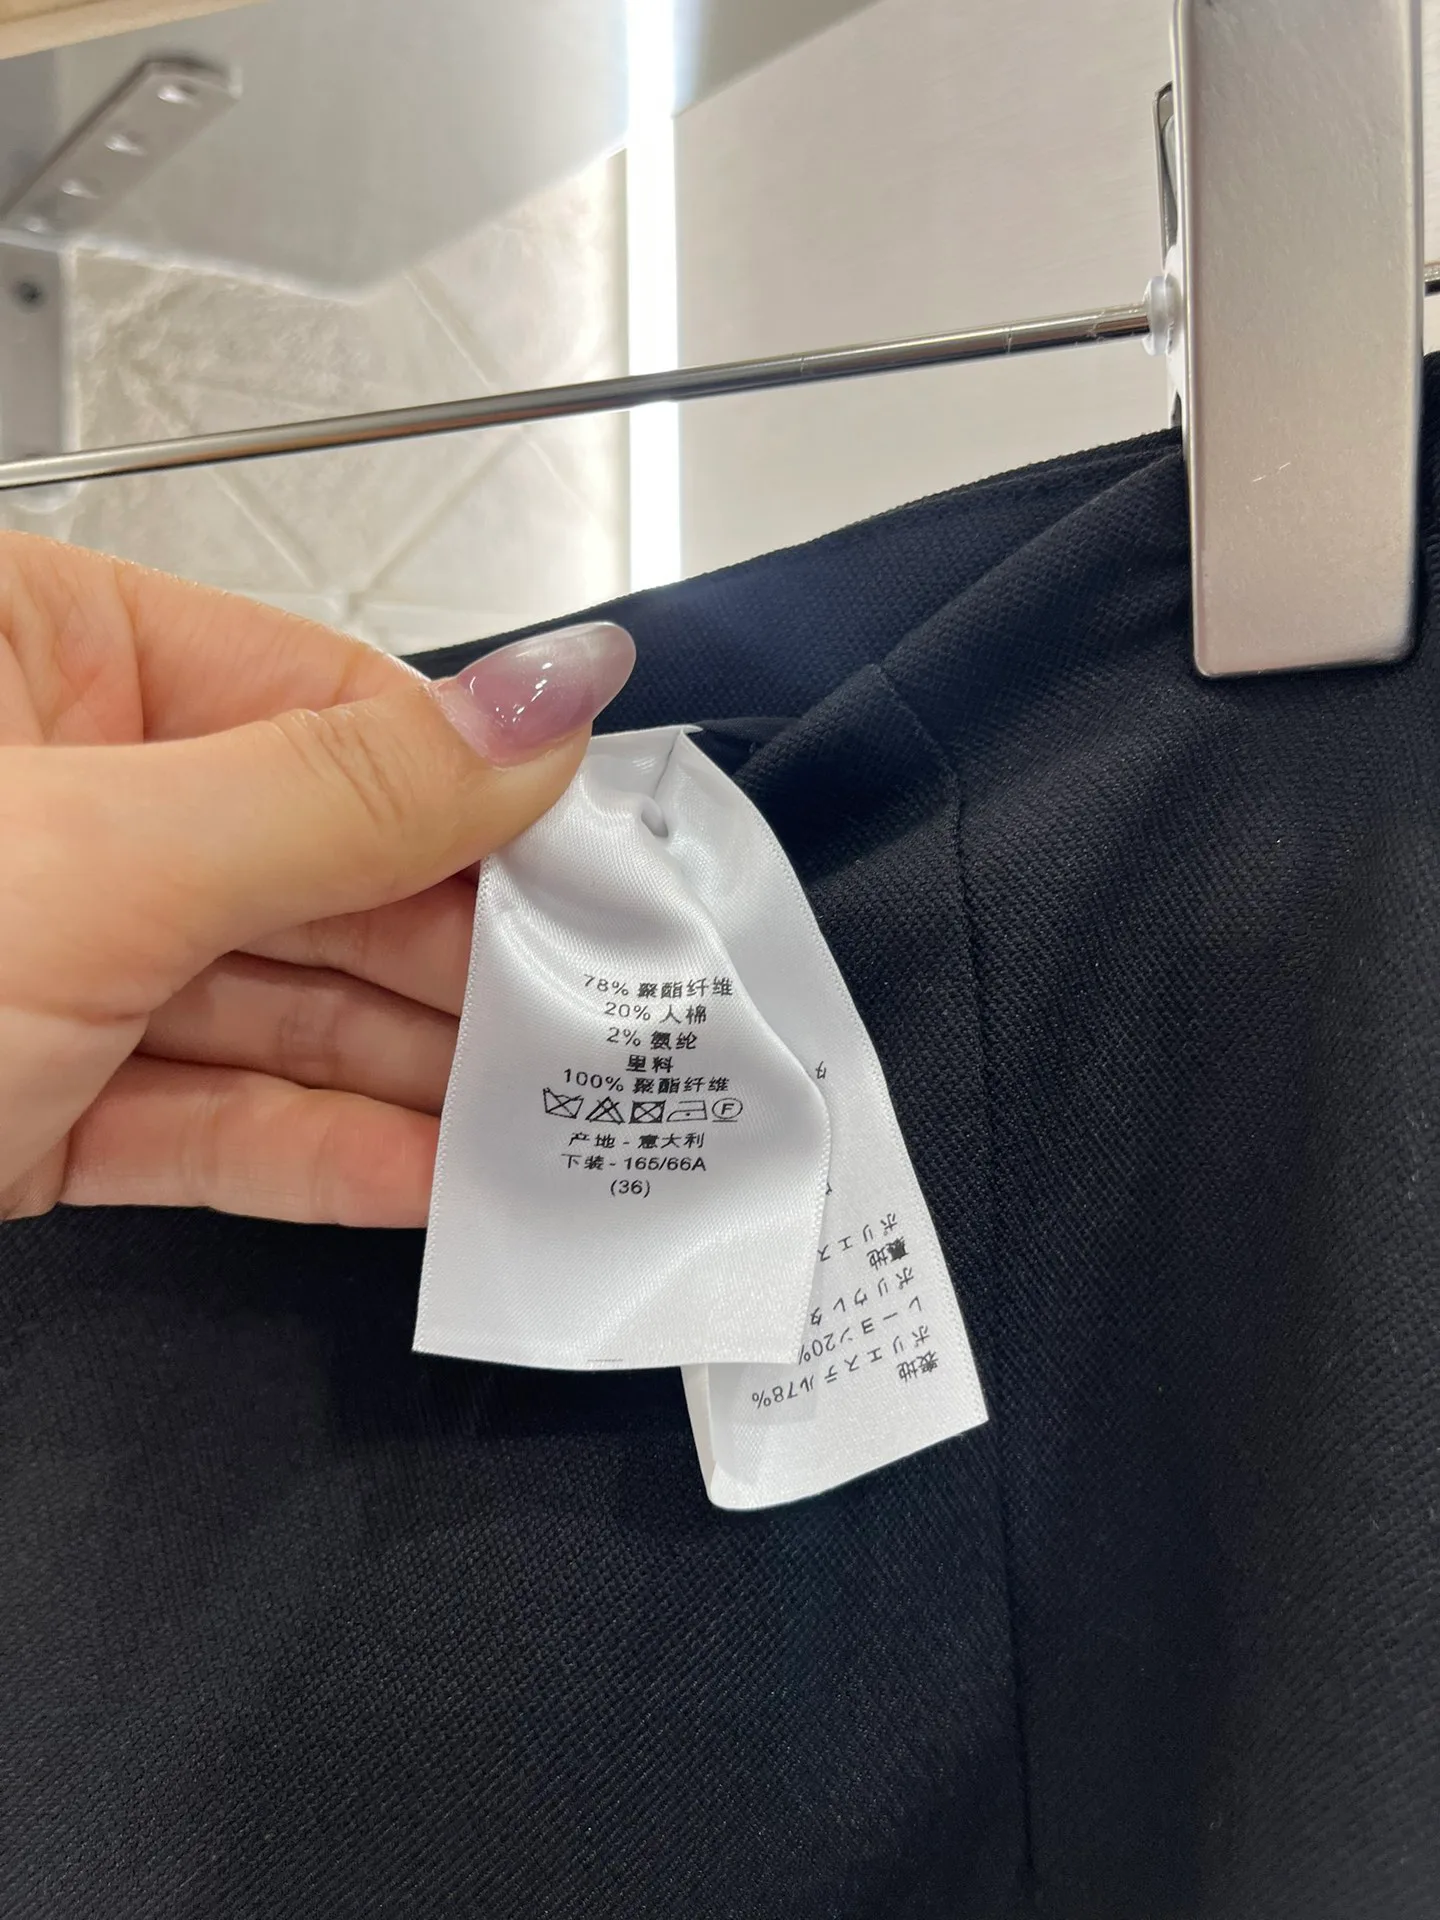 78% 聚酯纤维
20% 人棉
2% 氨纶
里料
100% 聚酯纤维
F
产地 - 意大利
下装 - 165/66A
(36)
表地
ポリエステル78%
レーヨン20%
ポリウレタ
裏地
ポリエス
タ